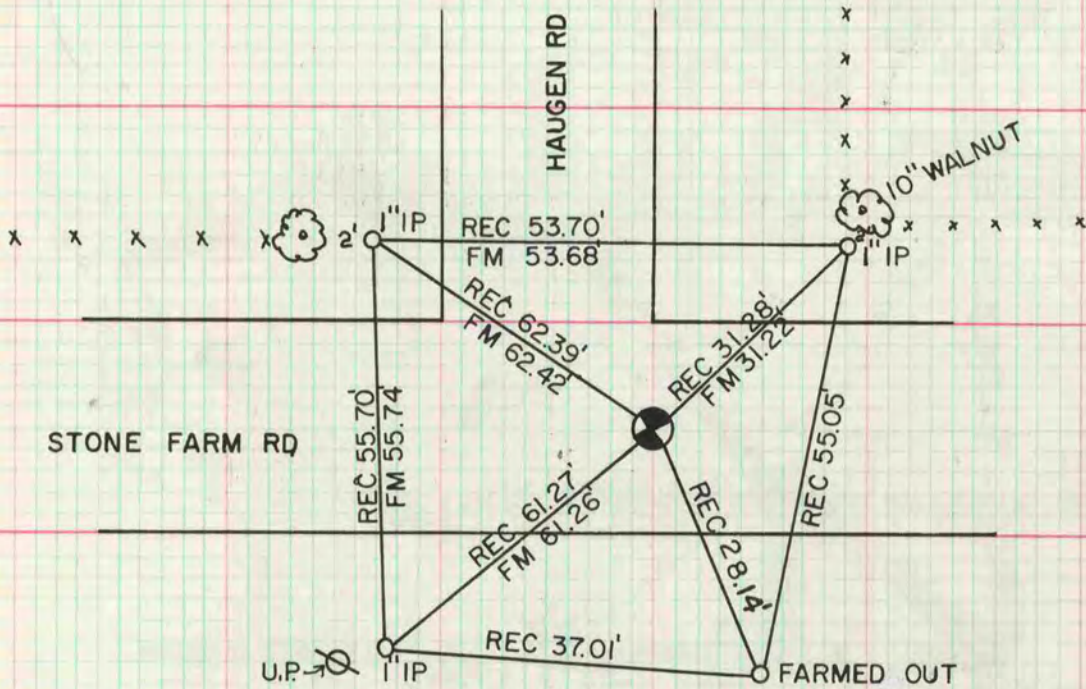 HAUGEN RD
10" WALNUT
2'
1" IP
REC 53.70'
FM 53.68
2'
1" IP
REC 62.39'
FM 62.42'
REC 31.28'
FM 31.22'
REC 55.70'
FM 55.74'
STONE FARM RD
REC 61.27'
FM 61.26'
REC 28.14'
REC 55.05'
U.P.
1" IP
REC 37.01'
FARMED OUT